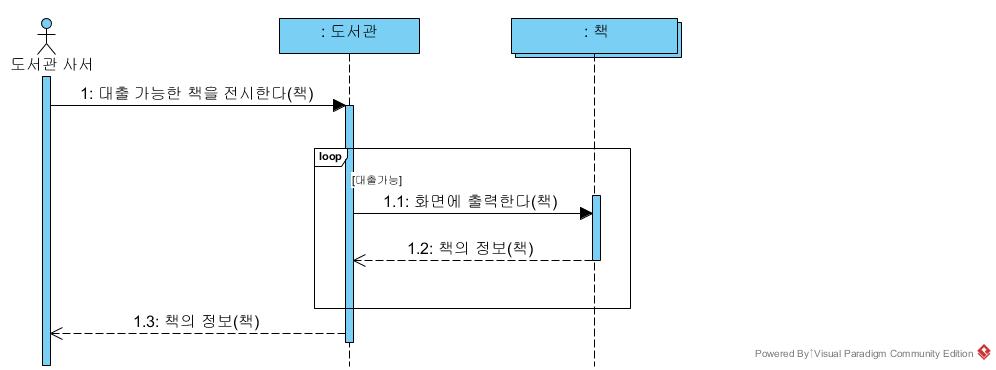 : 도서관
: 책
도서관 사서
1: 대출 가능한 책을 전시한다(책)
loop
[대출가능]
1.1: 화면에 출력한다(책)
1.2: 책의 정보(책)
1.3: 책의 정보(책)
Powered By Visual Paradigm Community Edition